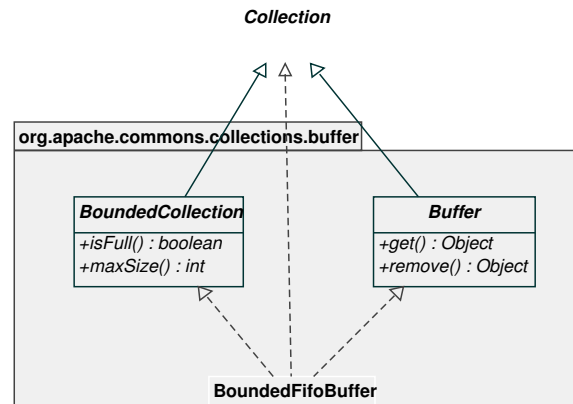 Collection
org.apache.commons.collections.buffer
BoundedCollection
+isFull() : boolean
+maxSize() : int
Buffer
+get() : Object
+remove() : Object
BoundedFifoBuffer